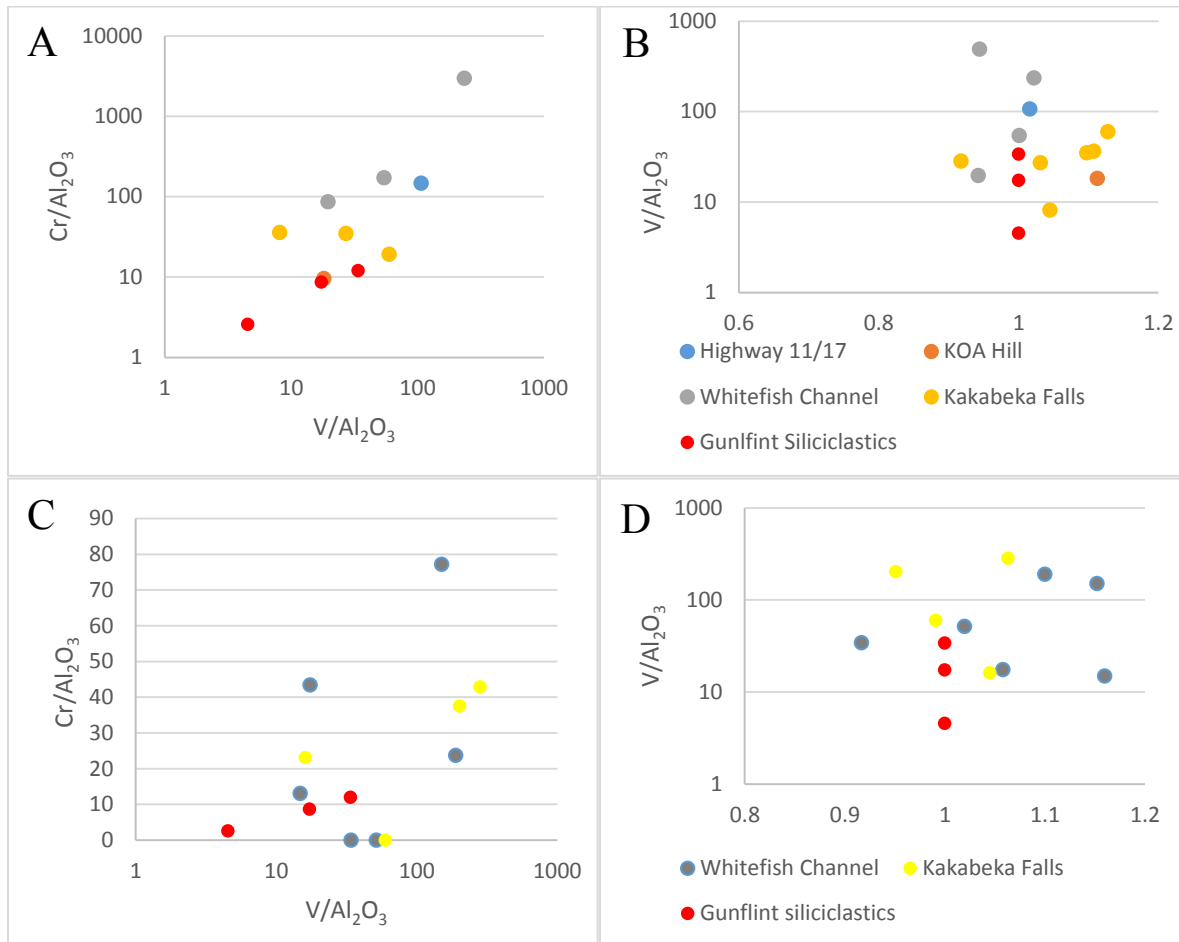 A
10000
1000
100
10
1
Cr/Al₂O₃
1 10 100 1000
V/Al₂O₃
B
1000
100
10
1
V/Al₂O₃
0.6 0.8 1 1.2
Highway 11/17 KOA Hill
Whitefish Channel Kakabeka Falls
Gunlfint Siliciclastics
C
90
80
70
60
50
40
30
20
10
0
Cr/Al₂O₃
1 10 100 1000
V/Al₂O₃
D
1000
100
10
1
V/Al₂O₃
0.8 0.9 1 1.1 1.2
Whitefish Channel Kakabeka Falls
Gunflint siliciclastics